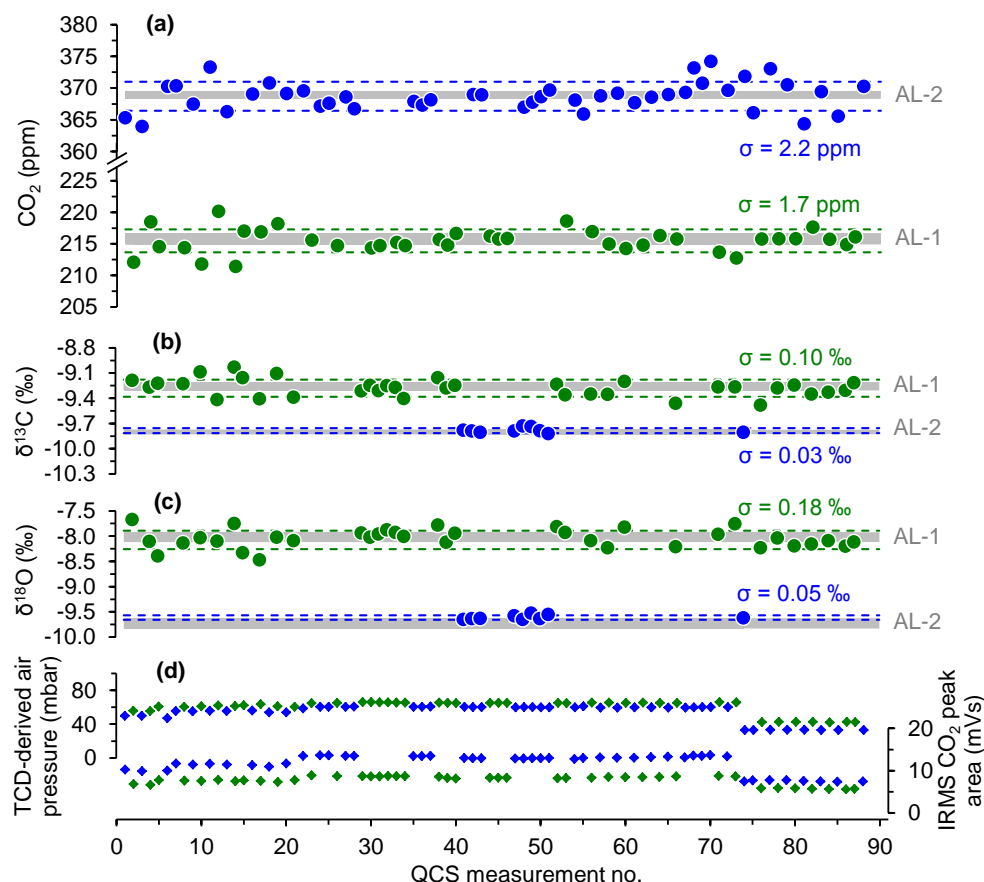 (a)
380
375
370
365
360
225
220
215
210
205
CO₂ (ppm)
AL-2
σ = 2.2 ppm
σ = 1.7 ppm
AL-1
(b)
-8.8
-9.1
-9.4
-9.7
-10.0
-10.3
δ¹³C (‰)
σ = 0.10 ‰
AL-1
AL-2
σ = 0.03 ‰
(c)
-7.5
-8.0
-8.5
-9.0
-9.5
-10.0
δ¹⁸O (‰)
σ = 0.18 ‰
AL-1
σ = 0.05 ‰
AL-2
(d)
80
40
0
TCD-derived air
pressure (mbar)
20
10
0
IRMS CO₂ peak
area (mVs)
0 10 20 30 40 50 60 70 80 90
QCS measurement no.